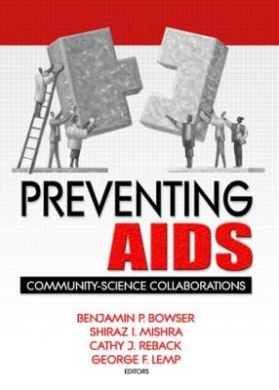 PREVENTING
AIDS
COMMUNITY-SCIENCE COLLABORATIONS
BENJAMIN P. BOWSER
SHIRAZ I. MISHRA
CATHY J. REBACK
GEORGE F. LEMP
EDITORS